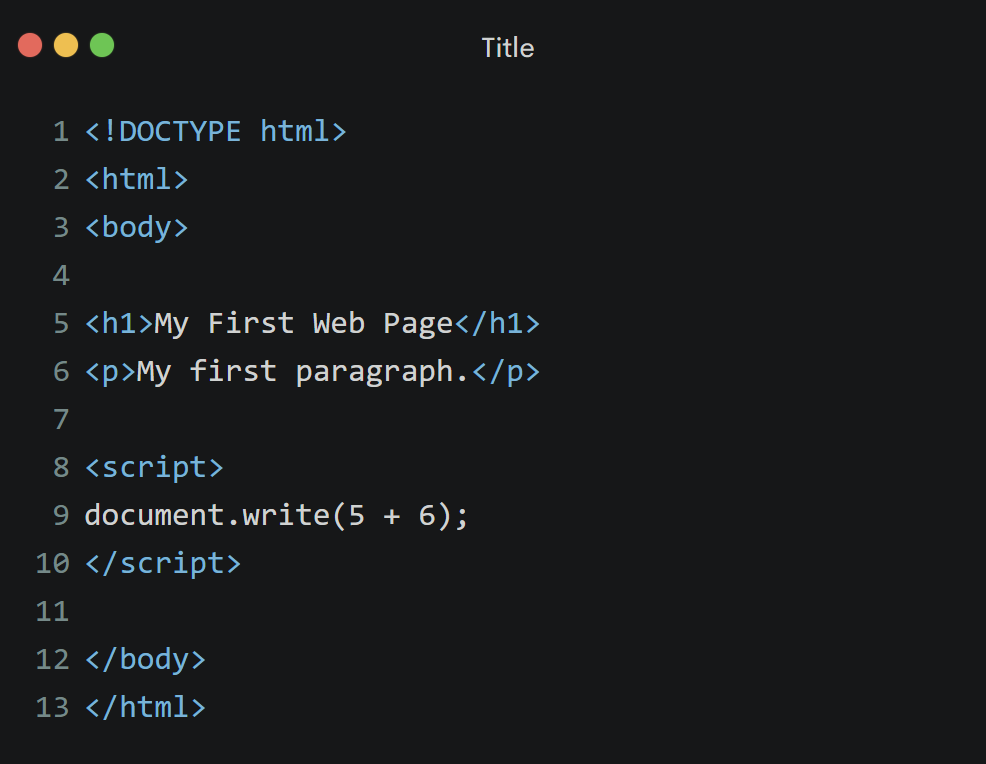 Title
1 <!DOCTYPE html>
2 <html>
3 <body>
4
5 <h1>My First Web Page</h1>
6 <p>My first paragraph.</p>
7
8 <script>
9 document.write(5 + 6);
10 </script>
11
12 </body>
13 </html>